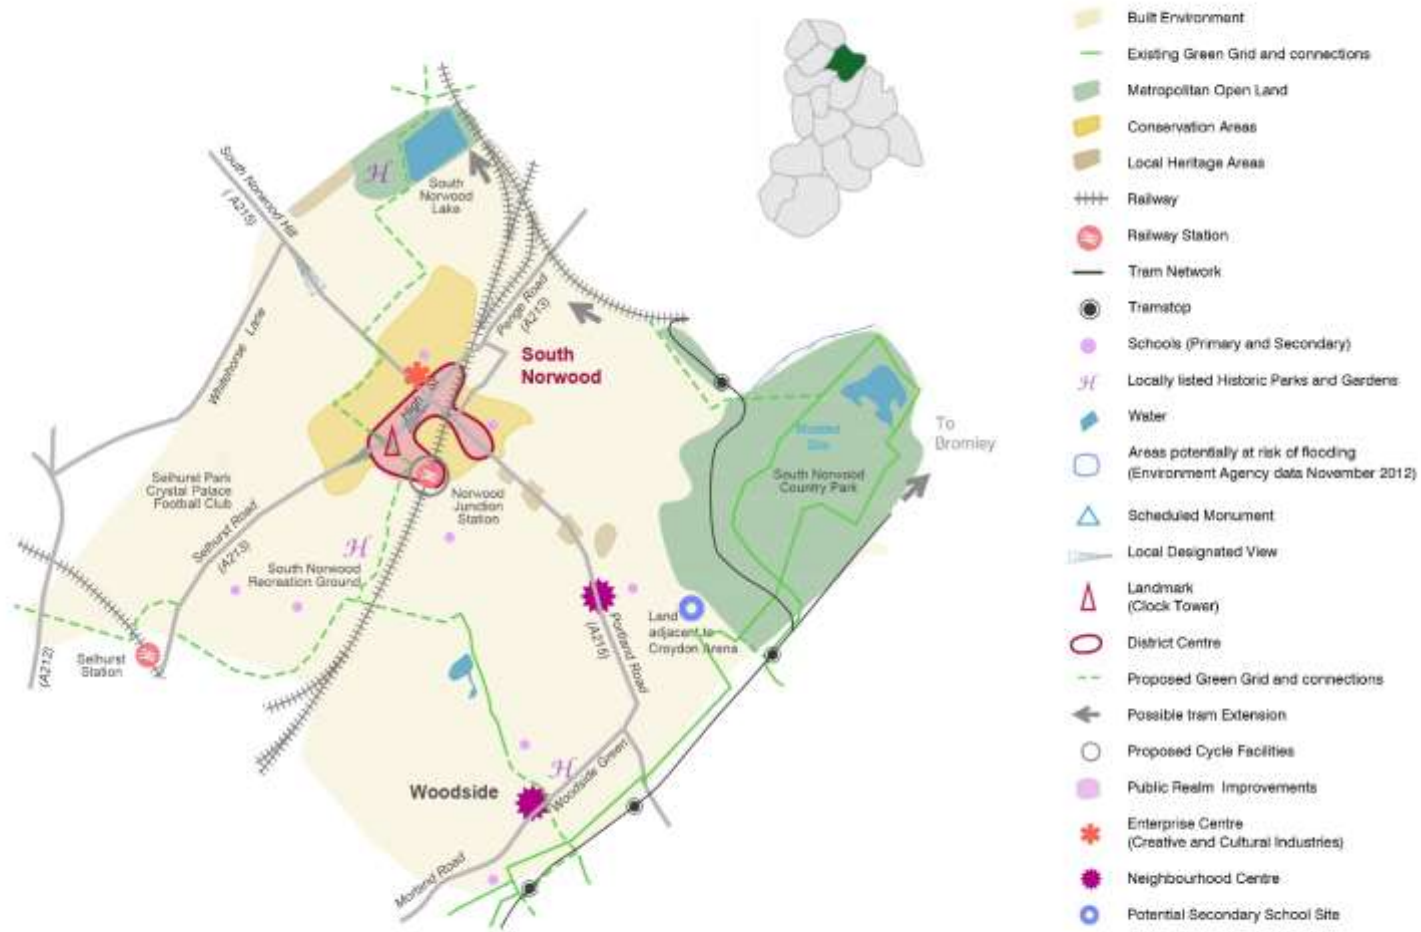 South Norwood Hill
(A215)
South
Norwood
Lake
H
Whitehorse Lane
Penge Road
(A213)
South
Norwood
High St
To
Bromley
Moated
Site
South Norwood
Country Park
Selhurst Park
Crystal Palace
Football Club
Norwood
Junction
Station
Selhurst Road
(A213)
H
South Norwood
Recreation Ground
Land
adjacent to
Croydon Arena
Portland Road
(A215)
Selhurst
Station
(A212)
H
Woodside Green
Woodside
Morland Road
Built Environment
Existing Green Grid and connections
Metropolitan Open Land
Conservation Areas
Local Heritage Areas
Railway
Railway Station
Tram Network
Tramstop
Schools (Primary and Secondary)
H Locally listed Historic Parks and Gardens
Water
Areas potentially at risk of flooding
(Environment Agency data November 2012)
Scheduled Monument
Local Designated View
Landmark
(Clock Tower)
District Centre
Proposed Green Grid and connections
Possible tram Extension
Proposed Cycle Facilities
Public Realm Improvements
Enterprise Centre
(Creative and Cultural Industries)
Neighbourhood Centre
Potential Secondary School Site